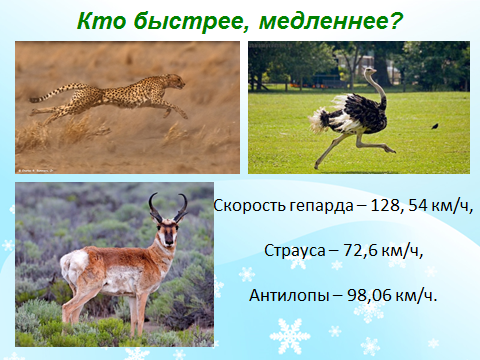 Кто быстрее, медленнее?
Скорость гепарда – 128, 54 км/ч,
Страуса – 72,6 км/ч,
Антилопы – 98,06 км/ч.